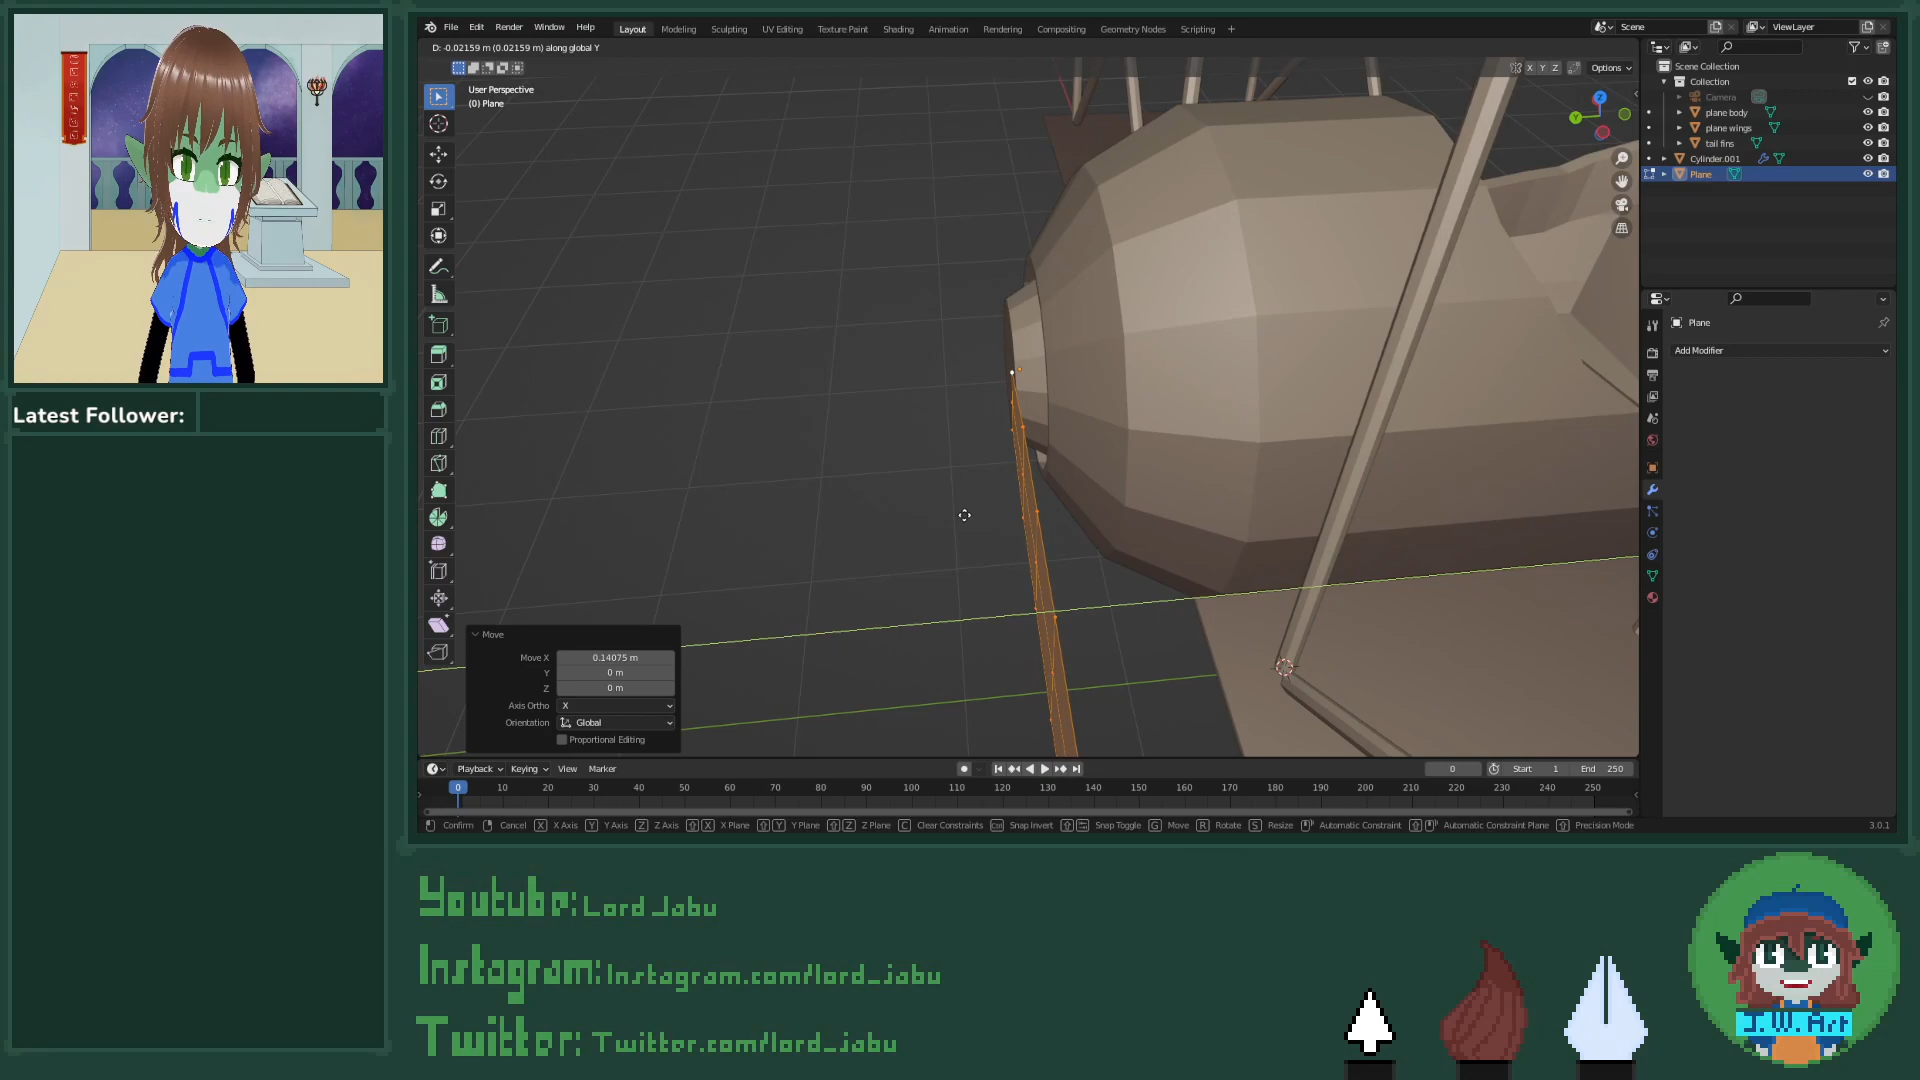 File Edit Render Window Help
Layout Modeling Sculpting UV Editing Texture Paint Shading Animation Rendering Compositing Geometry Nodes Scripting +
Scene
ViewLayer
D: -0.02159 m (0.02159 m) along global Y
X Y Z Options
User Perspective
(0) Plane
Z
Y
Scene Collection
Collection
Camera
plane body
plane wings
tail fins
Cylinder.001
Plane
Plane
Add Modifier
Latest Follower:
Move
Move X 0.14075 m
Y 0 m
Z 0 m
Axis Ortho X
Orientation Global
Proportional Editing
Playback Keying View Marker
0 Start 1 End 250
0 10 20 30 40 50 60 70 80 90 100 110 120 130 140 150 160 170 180 190 200 210 220 230 240 250
Confirm Cancel X X Axis Y Y Axis Z Z Axis X X Plane Y Y Plane Z Z Plane C Clear Constraints Ctrl Snap Invert Snap Toggle G Move R Rotate S Resize Automatic Constraint Automatic Constraint Plane Precision Mode 3.0.1
Youtube: Lord Jabu
Instagram: Instagram.com/lord_jabu
Twitter: Twitter.com/lord_jabu
J.W. Art